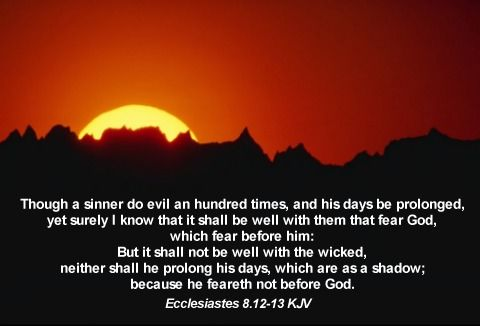 Though a sinner do evil an hundred times, and his days be prolonged,
yet surely I know that it shall be well with them that fear God,
which fear before him:
But it shall not be well with the wicked,
neither shall he prolong his days, which are as a shadow;
because he feareth not before God.
Ecclesiastes 8.12-13 KJV